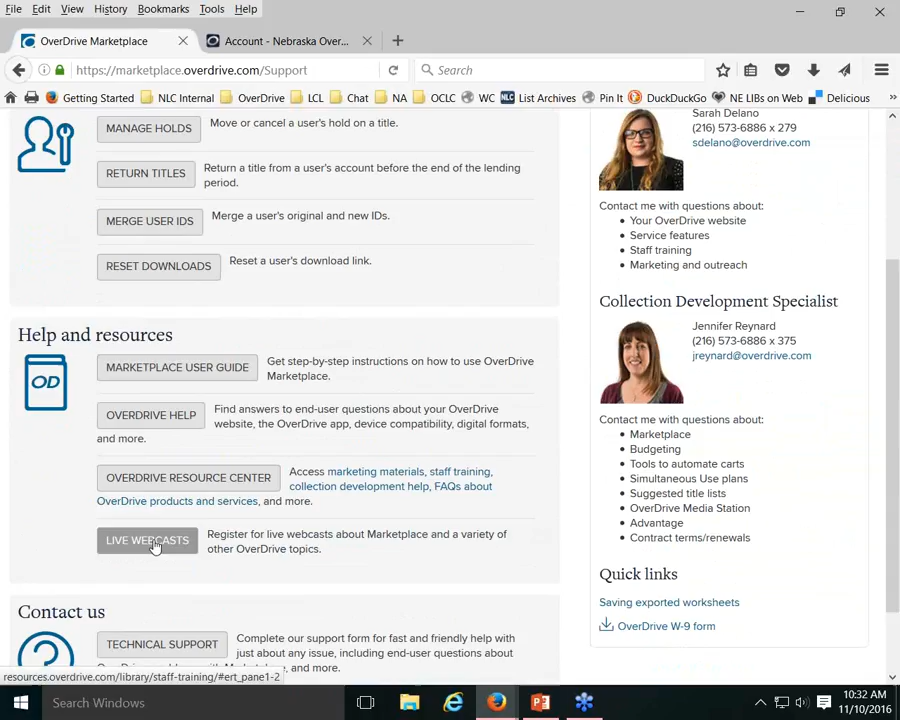 File Edit View History Bookmarks Tools Help
OverDrive Marketplace
Account - Nebraska Over...
https://marketplace.overdrive.com/Support
Search
Getting Started NLC Internal OverDrive LCL Chat NA OCLC WC NLC List Archives Pin It DuckDuckGo NE LIBs on Web Delicious
MANAGE HOLDS Move or cancel a user's hold on a title.
RETURN TITLES Return a title from a user's account before the end of the lending
period.
MERGE USER IDS Merge a user's original and new IDs.
RESET DOWNLOADS Reset a user's download link.
Help and resources
OD
MARKETPLACE USER GUIDE Get step-by-step instructions on how to use OverDrive
Marketplace.
OVERDRIVE HELP Find answers to end-user questions about your OverDrive
website, the OverDrive app, device compatibility, digital formats,
and more.
OVERDRIVE RESOURCE CENTER Access marketing materials, staff training,
collection development help, FAQs about
OverDrive products and services, and more.
LIVE WEBCASTS Register for live webcasts about Marketplace and a variety of
other OverDrive topics.
Contact us
TECHNICAL SUPPORT Complete our support form for fast and friendly help with
just about any issue, including end-user questions about
and more.
Sarah Delano
(216) 573-6886 x 279
sdelano@overdrive.com
Contact me with questions about:
Your OverDrive website
Service features
Staff training
Marketing and outreach
Collection Development Specialist
Jennifer Reynard
(216) 573-6886 x 375
jreynard@overdrive.com
Contact me with questions about:
Marketplace
Budgeting
Tools to automate carts
Simultaneous Use plans
Suggested title lists
OverDrive Media Station
Advantage
Contract terms/renewals
Quick links
Saving exported worksheets
OverDrive W-9 form
resources.overdrive.com/library/staff-training/#ert_pane1-2
Search Windows
10:32 AM
11/10/2016